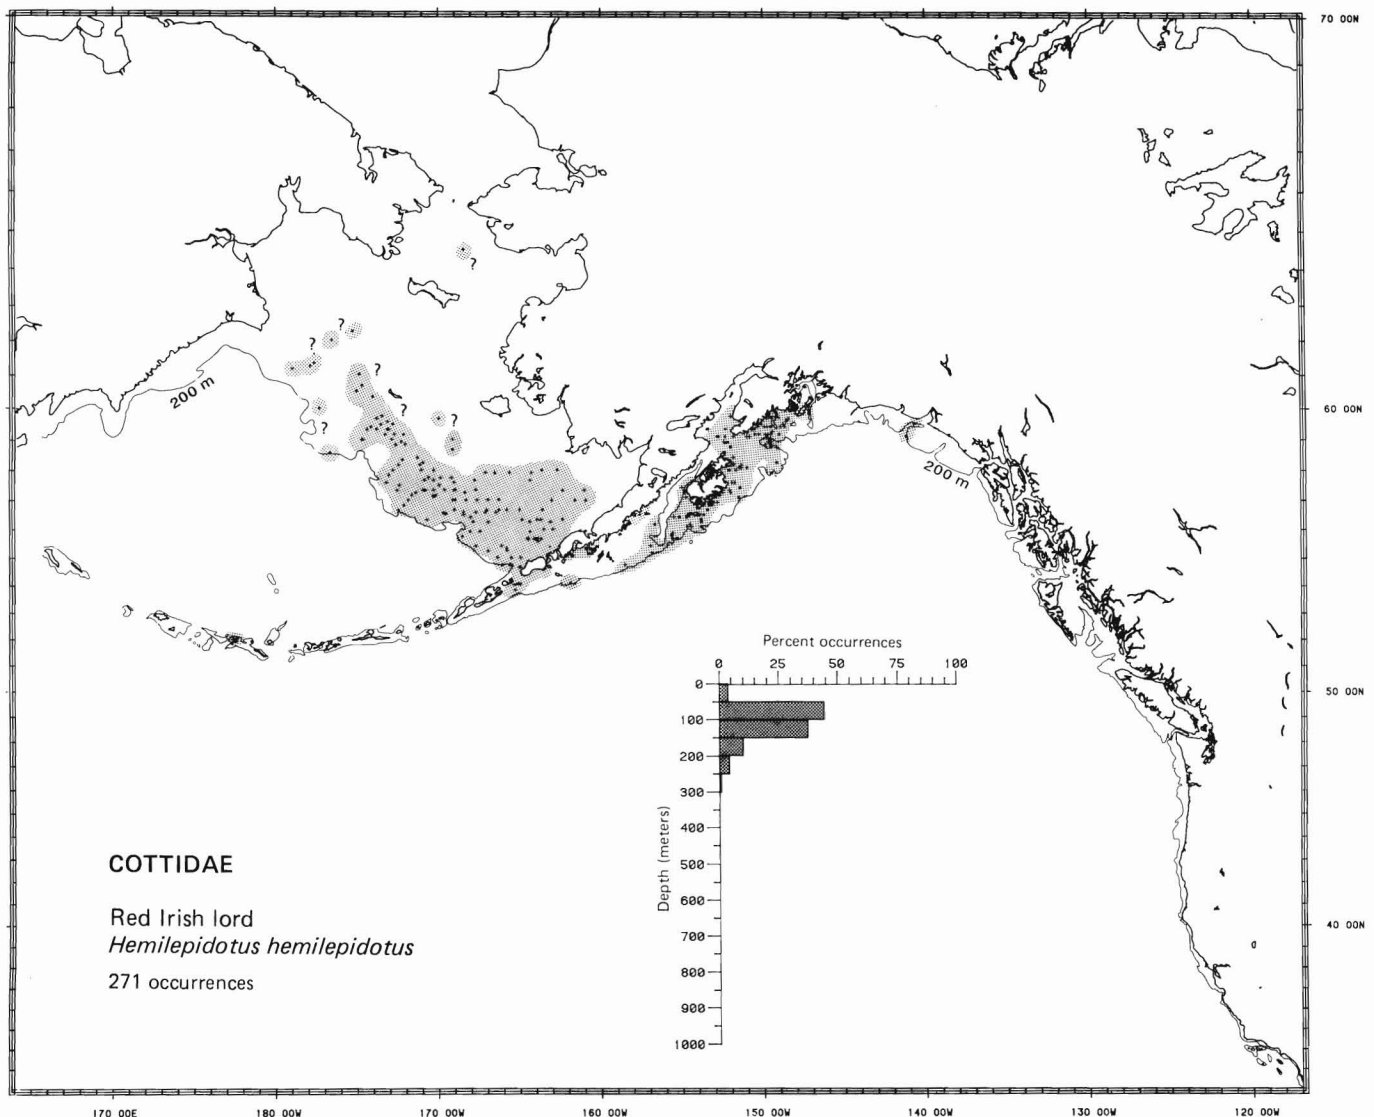 70 00N
?
?
?
?
200 m
?
?
?
60 00N
200 m
Percent occurrences
0 25 50 75 100
0
50 00N
100
200
300
Depth (meters)
400
500
600
700
800
900
1000
COTTIDAE
Red Irish lord
Hemilepidotus hemilepidotus
271 occurrences
40 00N
170 00E 180 00W 170 00W 160 00W 150 00W 140 00W 130 00W 120 00W